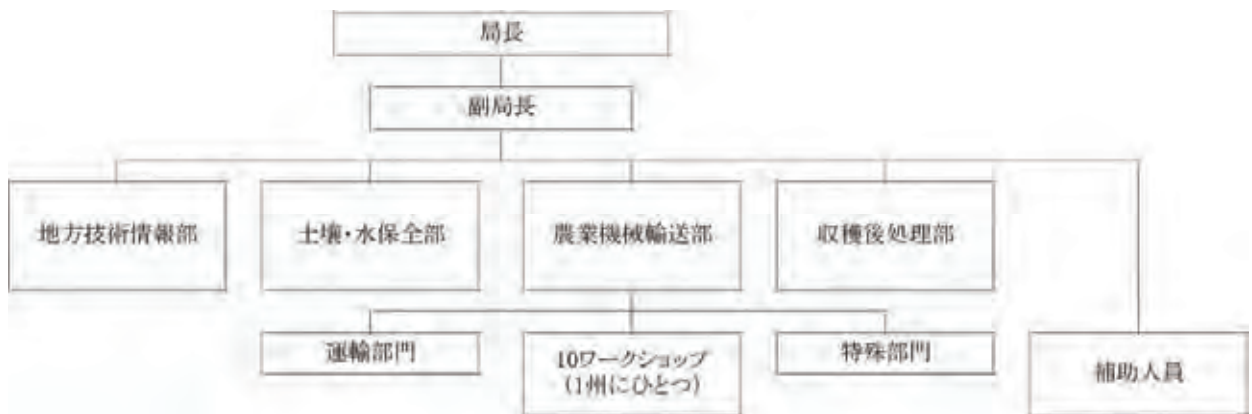 局長
副局長
地方技術情報部
土壌・水保全部
農業機械輸送部
収穫後処理部
運輸部門
10ワークショップ
(1州にひとつ)
特殊部門
補助人員